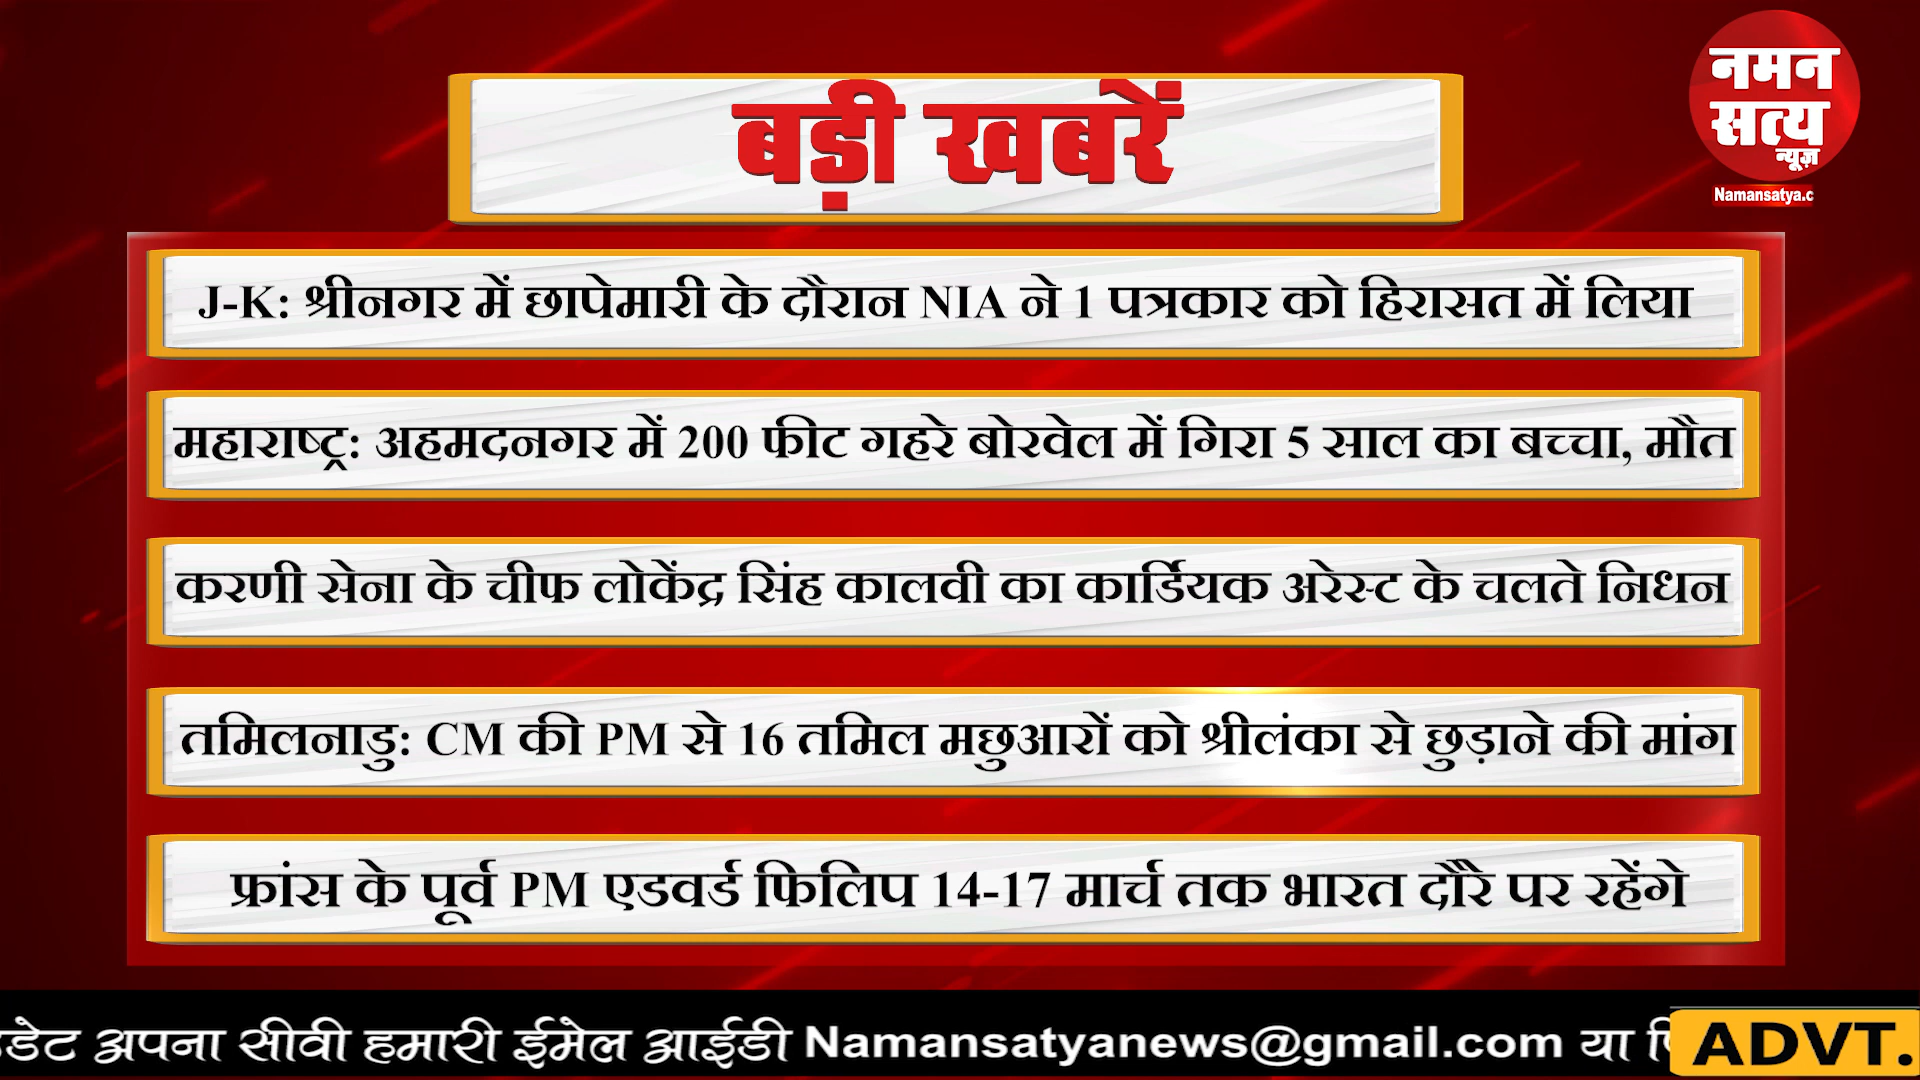 नमन
सत्य
न्यूज़
Namansatya.c
बड़ी खबरें
J-K: श्रीनगर में छापेमारी के दौरान NIA ने 1 पत्रकार को हिरासत में लिया
महाराष्ट्र: अहमदनगर में 200 फीट गहरे बोरवेल में गिरा 5 साल का बच्चा, मौत
करणी सेना के चीफ लोकेंद्र सिंह कालवी का कार्डियक अरेस्ट के चलते निधन
तमिलनाडु: CM की PM से 16 तमिल मछुआरों को श्रीलंका से छुड़ाने की मांग
फ्रांस के पूर्व PM एडवर्ड फिलिप 14-17 मार्च तक भारत दौरे पर रहेंगे
अपना सीवी हमारी ईमेल आईडी Namansatyanews@gmail.com या
ADVT.